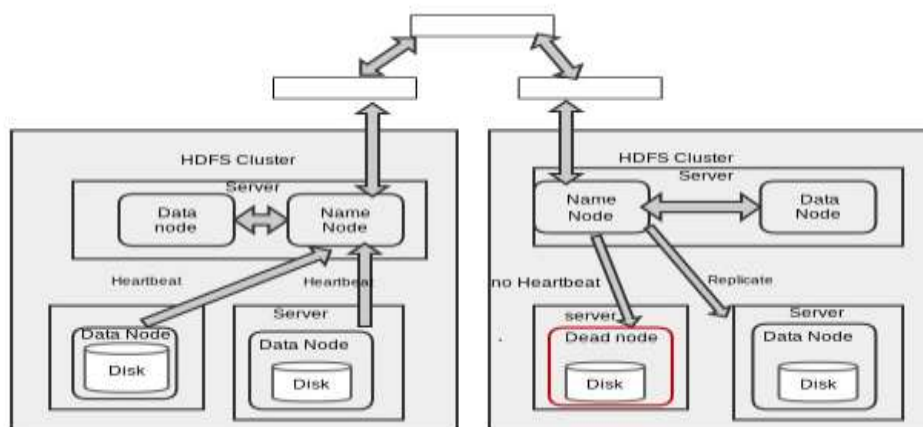 HDFS Cluster
Server
Data
node
Name
Node
Heartbeat
Heartbeat
Data Node
Disk
Server
Data Node
Disk
HDFS Cluster
Server
Name
Node
Data
Node
no Heartbeat
Replicate
server
Dead node
Disk
Server
Data Node
Disk